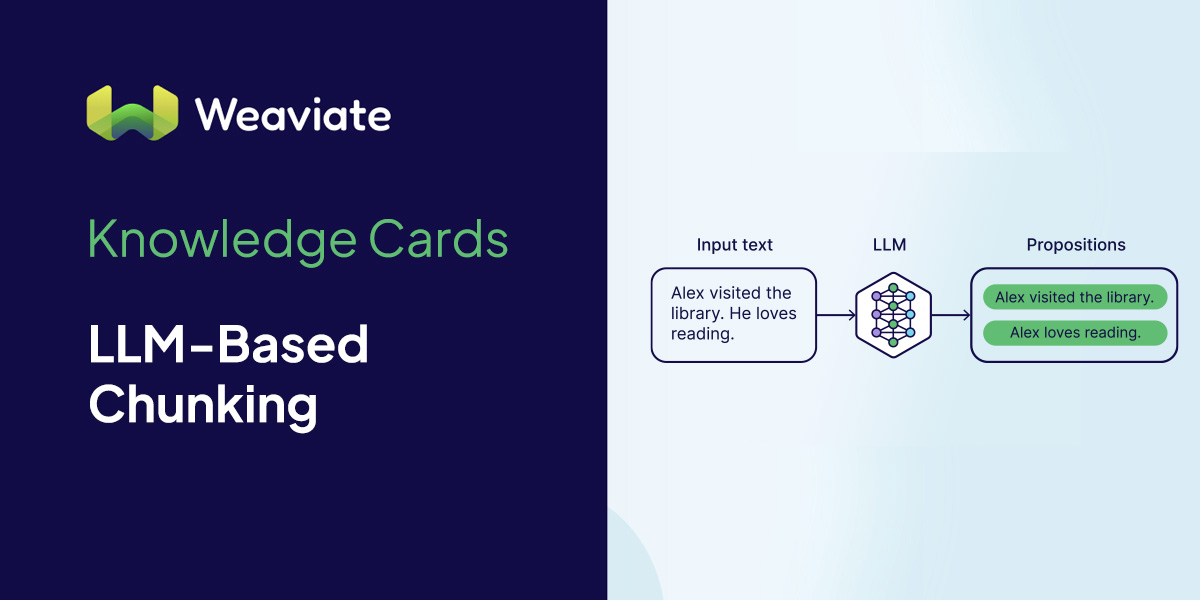 Weaviate
Knowledge Cards
LLM-Based
Chunking
Input text
Alex visited the
library. He loves
reading.
LLM
Propositions
Alex visited the library.
Alex loves reading.